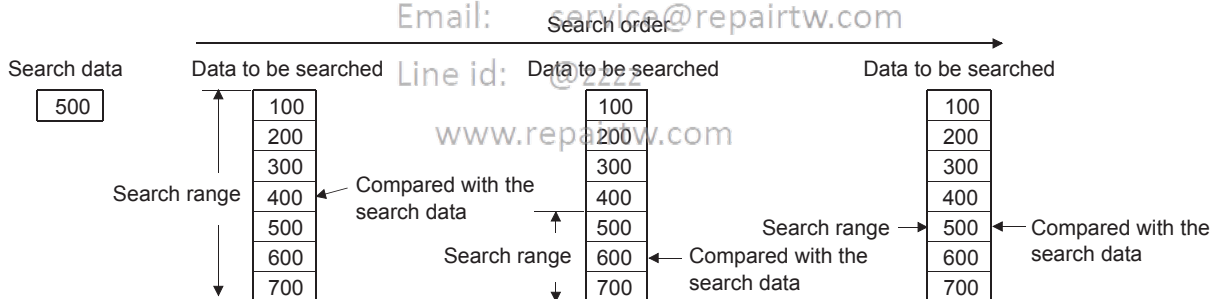 Email: service@repairtw.com
Search order
Search data
Data to be searched
Line id: @zzzz
Data to be searched
Data to be searched
500
100
200
300
400
500
600
700
Search range
Compared with the
search data
www.repairtw.com
100
200
300
400
500
600
700
Search range
Compared with the
search data
100
200
300
400
500
600
700
Search range
Compared with the
search data